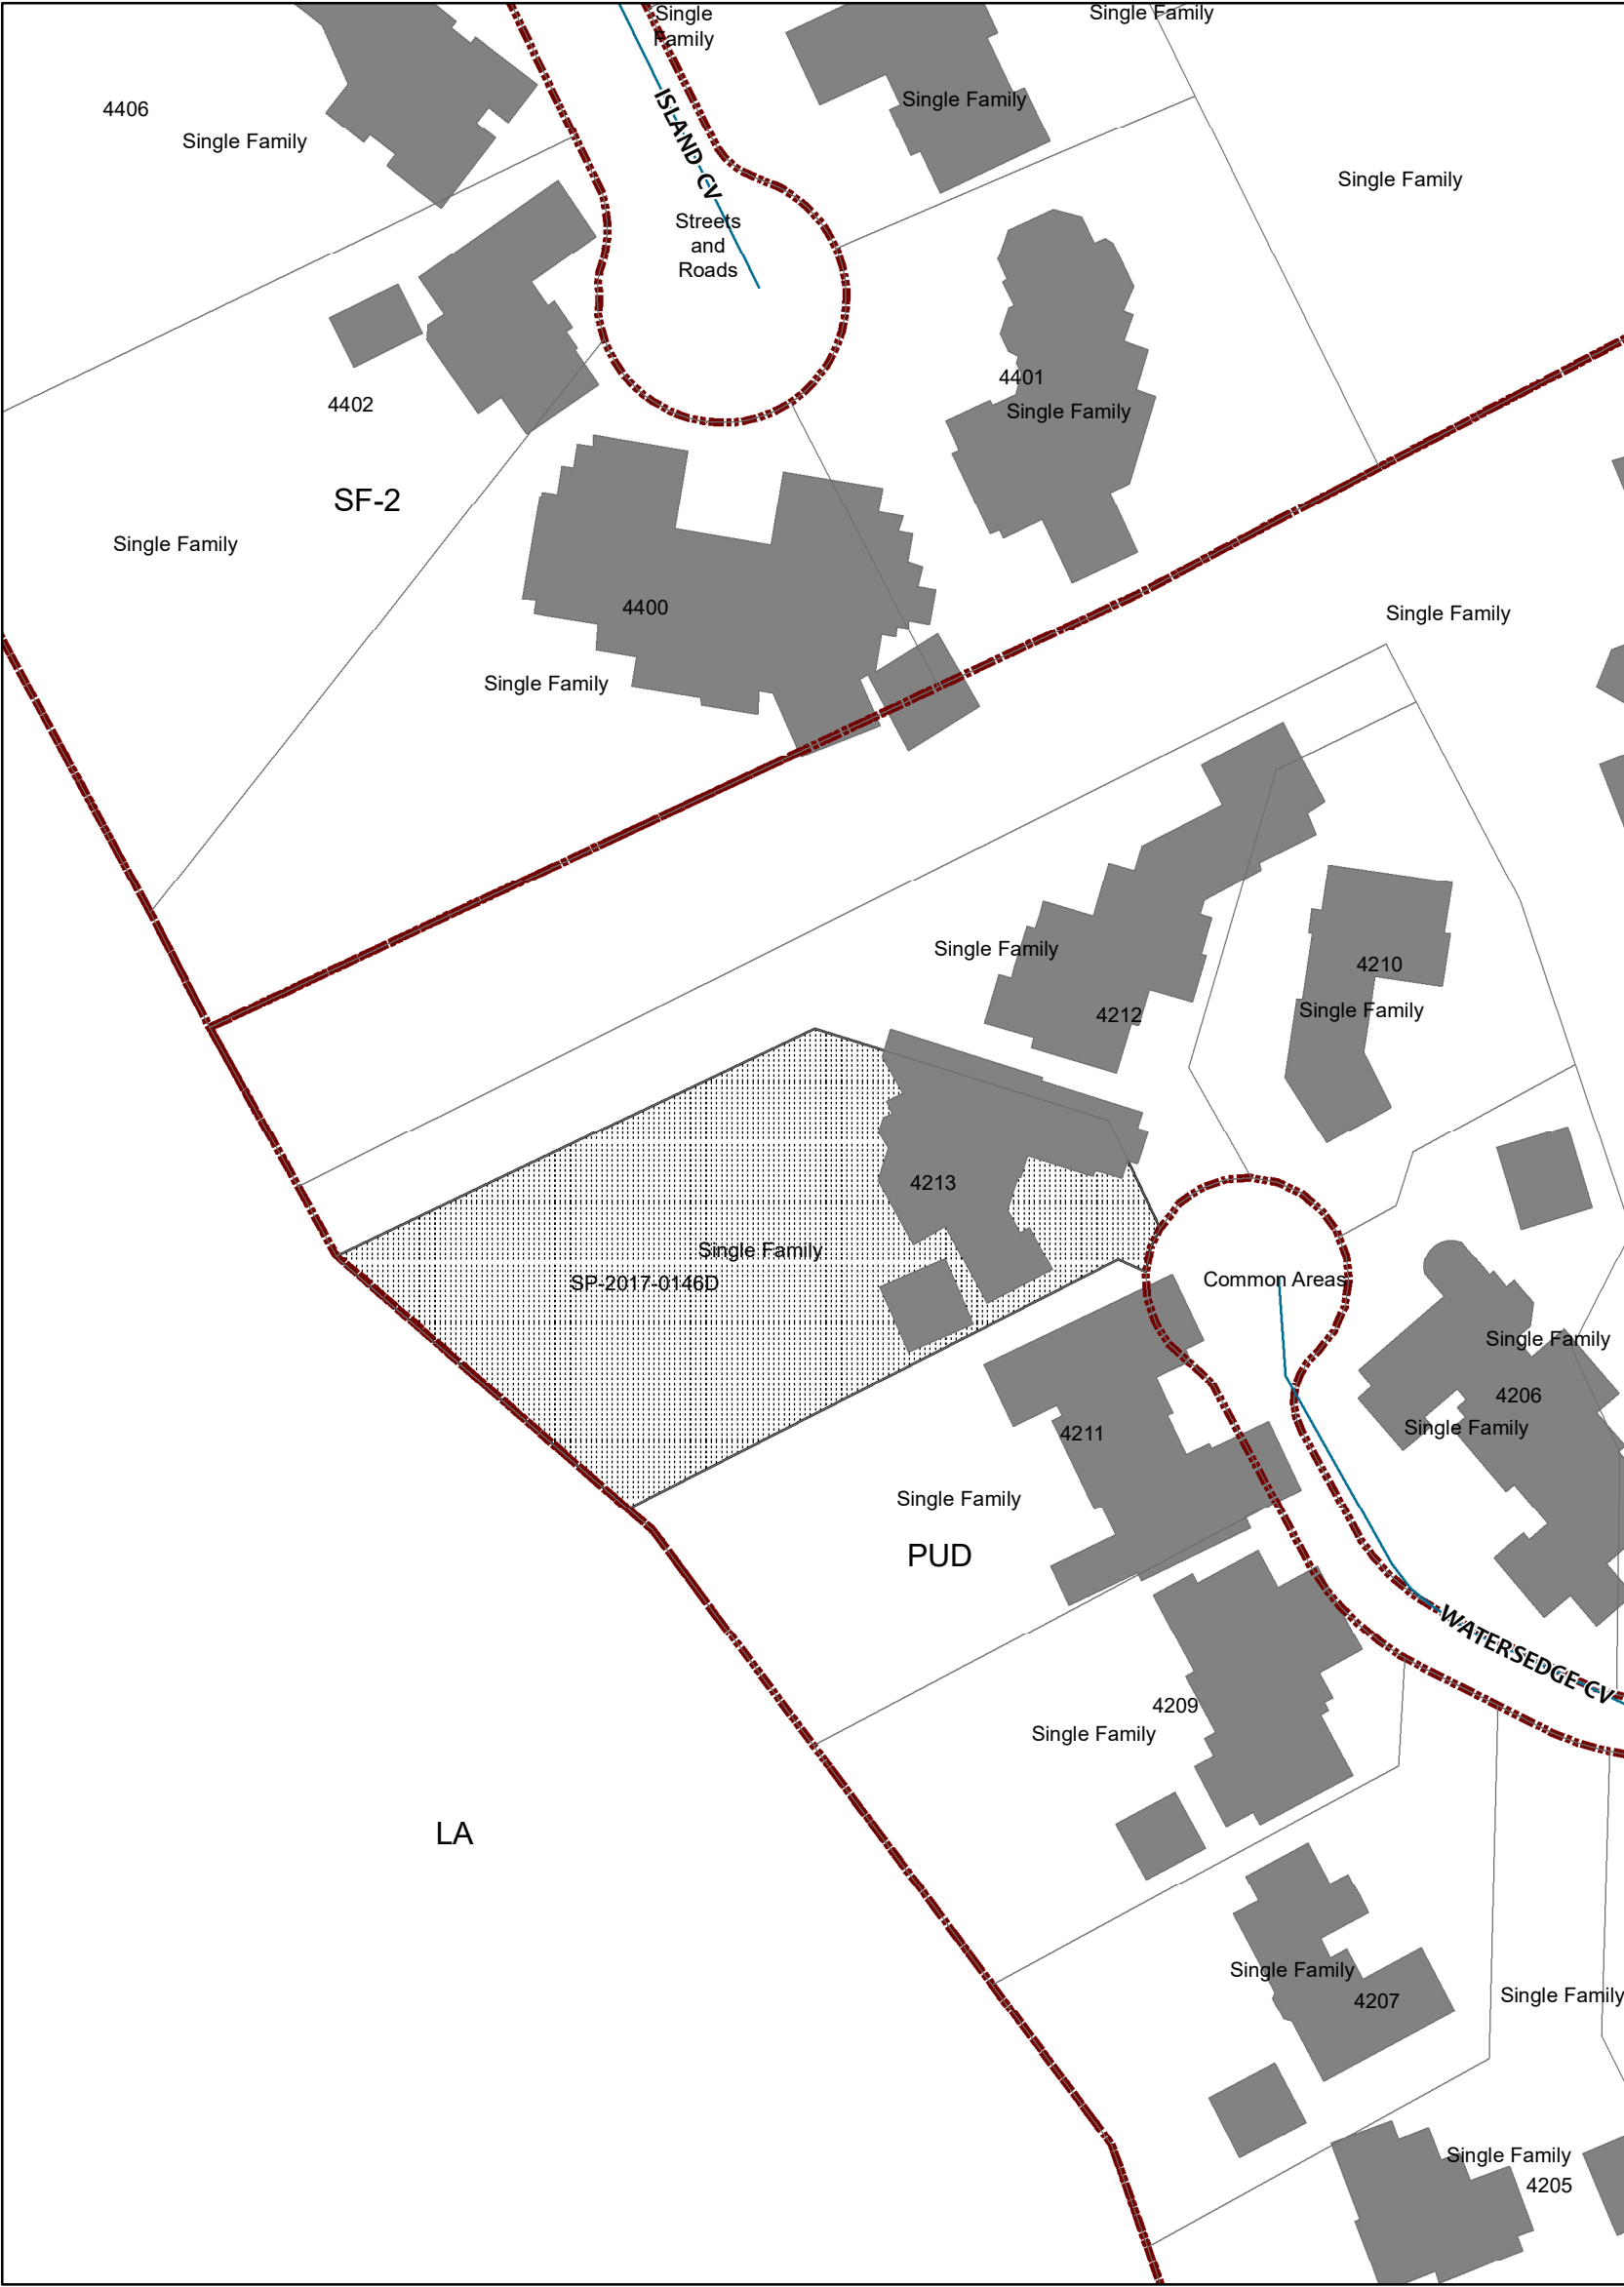 Single
Family
Single Family
4406
Single Family
ISLAND CV
Single Family
Single Family
Streets
and
Roads
4401
Single Family
4402
SF-2
Single Family
4400
Single Family
Single Family
Single Family
4210
4212
Single Family
4213
Single Family
SP-2017-0146D
Common Areas
Single Family
4206
Single Family
4211
Single Family
PUD
WATERSEDGE CV
4209
Single Family
LA
Single Family
4207
Single Family
Single Family
4205